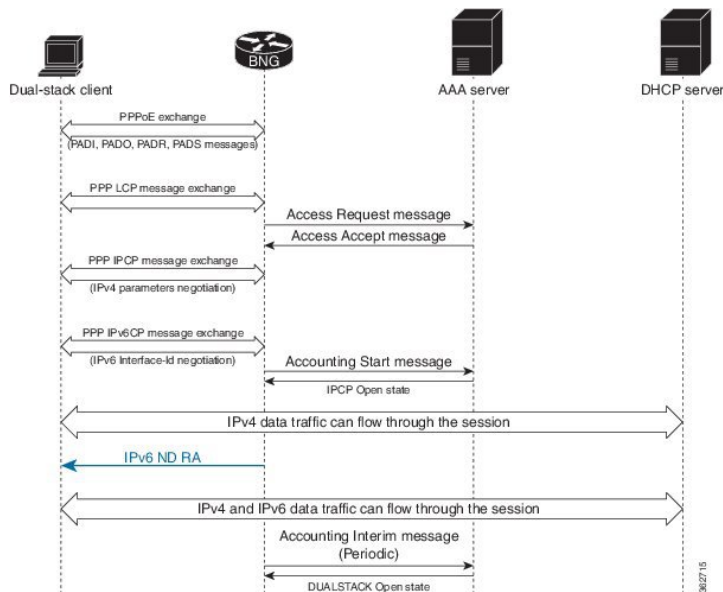 BNG
Dual-stack client
AAA server
DHCP server
PPPoE exchange
(PADI, PADO, PADR, PADS messages)
PPP LCP message exchange
Access Request message
Access Accept message
PPP IPCP message exchange
(IPv4 parameters negotiation)
PPP IPv6CP message exchange
(IPv6 Interface-Id negotiation)
Accounting Start message
IPCP Open state
IPv4 data traffic can flow through the session
IPv6 ND RA
IPv4 and IPv6 data traffic can flow through the session
Accounting Interim message
(Periodic)
DUALSTACK Open state
362715